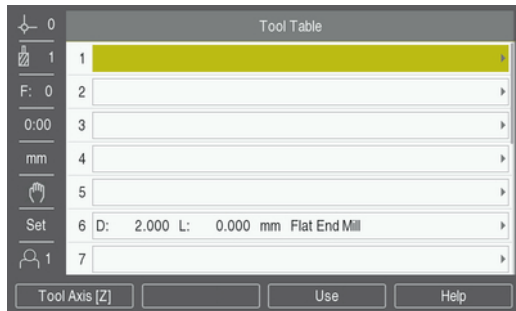 0 Tool Table
1 1
F: 0 2
0:00 3
mm 4
5
Set 6 D: 2.000 L: 0.000 mm Flat End Mill
1 7
Tool Axis [Z] Use Help